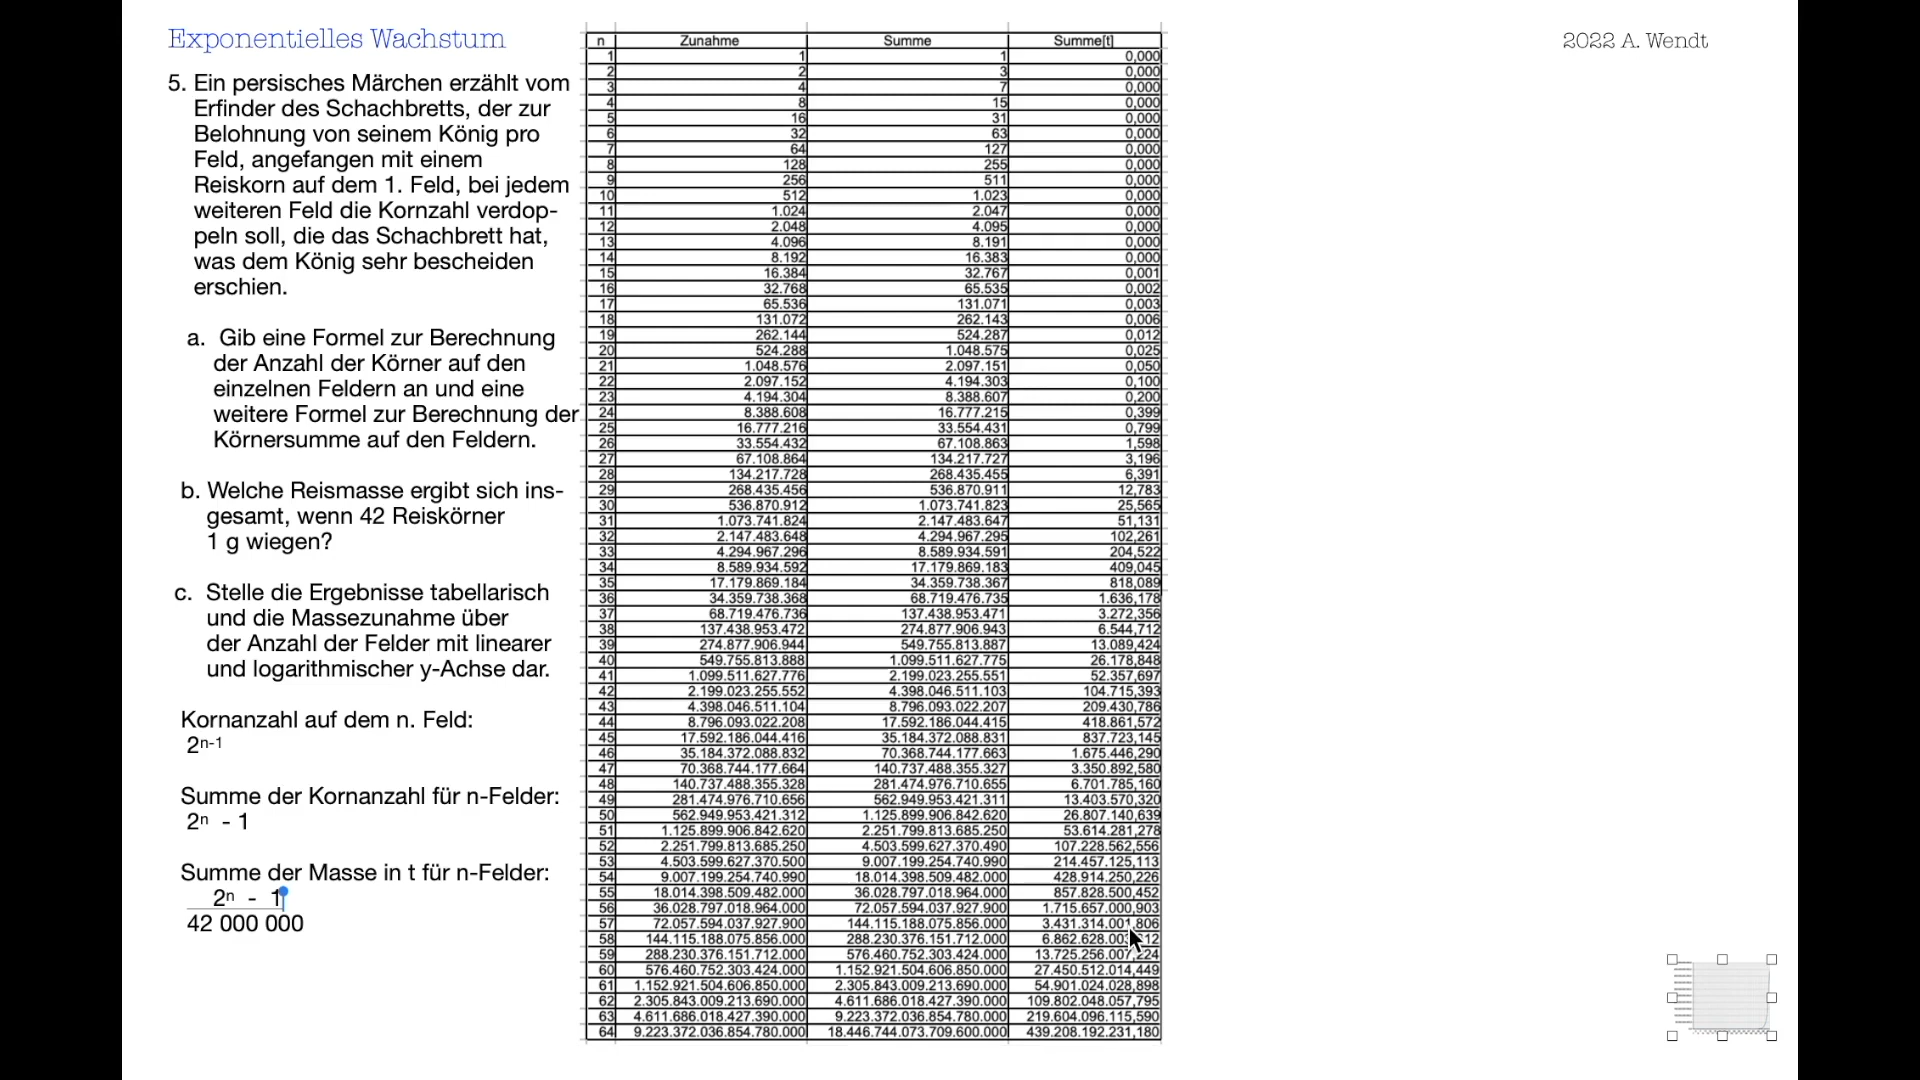 Exponentielles Wachstum
2022 A. Wendt
5. Ein persisches Märchen erzählt vom
Erfinder des Schachbretts, der zur
Belohnung von seinem König pro
Feld, angefangen mit einem
Reiskorn auf dem 1. Feld, bei jedem
weiteren Feld die Kornzahl verdop-
peln soll, die das Schachbrett hat,
was dem König sehr bescheiden
erschien.
a. Gib eine Formel zur Berechnung
der Anzahl der Körner auf den
einzelnen Feldern an und eine
weitere Formel zur Berechnung der
Körnersumme auf den Feldern.
b. Welche Reismasse ergibt sich ins-
gesamt, wenn 42 Reiskörner
1 g wiegen?
c. Stelle die Ergebnisse tabellarisch
und die Massezunahme über
der Anzahl der Felder mit linearer
und logarithmischer y-Achse dar.
Kornanzahl auf dem n. Feld:
2ⁿ⁻¹
Summe der Kornanzahl für n-Felder:
2ⁿ - 1
Summe der Masse in t für n-Felder:
2ⁿ - 1
42 000 000
n Zunahme Summe Summe[t]
1 1 1 0,000
2 2 3 0,000
3 4 7 0,000
4 8 15 0,000
5 16 31 0,000
6 32 63 0,000
7 64 127 0,000
8 128 255 0,000
9 256 511 0,000
10 512 1.023 0,000
11 1.024 2.047 0,000
12 2.048 4.095 0,000
13 4.096 8.191 0,000
14 8.192 16.383 0,000
15 16.384 32.767 0,001
16 32.768 65.535 0,002
17 65.536 131.071 0,003
18 131.072 262.143 0,006
19 262.144 524.287 0,012
20 524.288 1.048.575 0,025
21 1.048.576 2.097.151 0,050
22 2.097.152 4.194.303 0,100
23 4.194.304 8.388.607 0,200
24 8.388.608 16.777.215 0,399
25 16.777.216 33.554.431 0,799
26 33.554.432 67.108.863 1,598
27 67.108.864 134.217.727 3,196
28 134.217.728 268.435.455 6,391
29 268.435.456 536.870.911 12,783
30 536.870.912 1.073.741.823 25,565
31 1.073.741.824 2.147.483.647 51,131
32 2.147.483.648 4.294.967.295 102,261
33 4.294.967.296 8.589.934.591 204,522
34 8.589.934.592 17.179.869.183 409,045
35 17.179.869.184 34.359.738.367 818,089
36 34.359.738.368 68.719.476.735 1.636,178
37 68.719.476.736 137.438.953.471 3.272,356
38 137.438.953.472 274.877.906.943 6.544,712
39 274.877.906.944 549.755.813.887 13.089,424
40 549.755.813.888 1.099.511.627.775 26.178,848
41 1.099.511.627.776 2.199.023.255.551 52.357,697
42 2.199.023.255.552 4.398.046.511.103 104.715,393
43 4.398.046.511.104 8.796.093.022.207 209.430,786
44 8.796.093.022.208 17.592.186.044.415 418.861,572
45 17.592.186.044.416 35.184.372.088.831 837.723,145
46 35.184.372.088.832 70.368.744.177.663 1.675.446,290
47 70.368.744.177.664 140.737.488.355.327 3.350.892,580
48 140.737.488.355.328 281.474.976.710.655 6.701.785,160
49 281.474.976.710.656 562.949.953.421.311 13.403.570,320
50 562.949.953.421.312 1.125.899.906.842.620 26.807.140,639
51 1.125.899.906.842.620 2.251.799.813.685.250 53.614.281,278
52 2.251.799.813.685.250 4.503.599.627.370.490 107.228.562,556
53 4.503.599.627.370.500 9.007.199.254.740.990 214.457.125,113
54 9.007.199.254.740.990 18.014.398.509.482.000 428.914.250,226
55 18.014.398.509.482.000 36.028.797.018.964.000 857.828.500,452
56 36.028.797.018.964.000 72.057.594.037.927.900 1.715.657.000,903
57 72.057.594.037.927.900 144.115.188.075.856.000 3.431.314.001,806
58 144.115.188.075.856.000 288.230.376.151.712.000
59 288.230.376.151.712.000 576.460.752.303.424.000 13.725.256.007,224
60 576.460.752.303.424.000 1.152.921.504.606.850.000 27.450.512.014,449
61 1.152.921.504.606.850.000 2.305.843.009.213.690.000 54.901.024.028,898
62 2.305.843.009.213.690.000 4.611.686.018.427.390.000 109.802.048.057,795
63 4.611.686.018.427.390.000 9.223.372.036.854.780.000 219.604.096.115,590
64 9.223.372.036.854.780.000 18.446.744.073.709.600.000 439.208.192.231,180